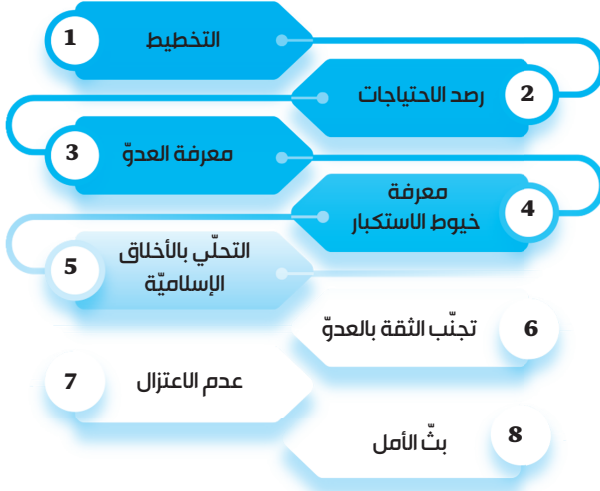 1
التخطيط
2
رصد الاحتياجات
3
معرفة العدوّ
4
معرفة
خيوط الاستكبار
5
التحلّي بالأخلاق
الإسلاميّة
6
تجنّب الثقة بالعدوّ
7
عدم الاعتزال
8
بثّ الأمل